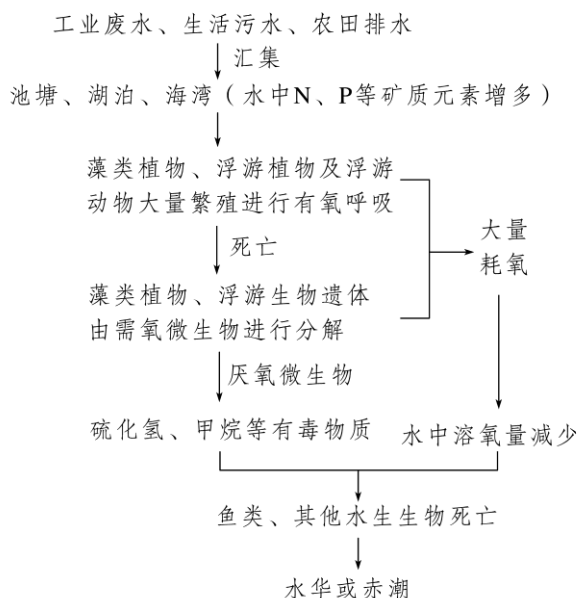 工业废水、生活污水、农田排水
汇集
池塘、湖泊、海湾（水中N、P等矿质元素增多）
藻类植物、浮游植物及浮游
动物大量繁殖进行有氧呼吸
死亡
大量
耗氧
藻类植物、浮游生物遗体
由需氧微生物进行分解
厌氧微生物
硫化氢、甲烷等有毒物质
水中溶氧量减少
鱼类、其他水生生物死亡
水华或赤潮